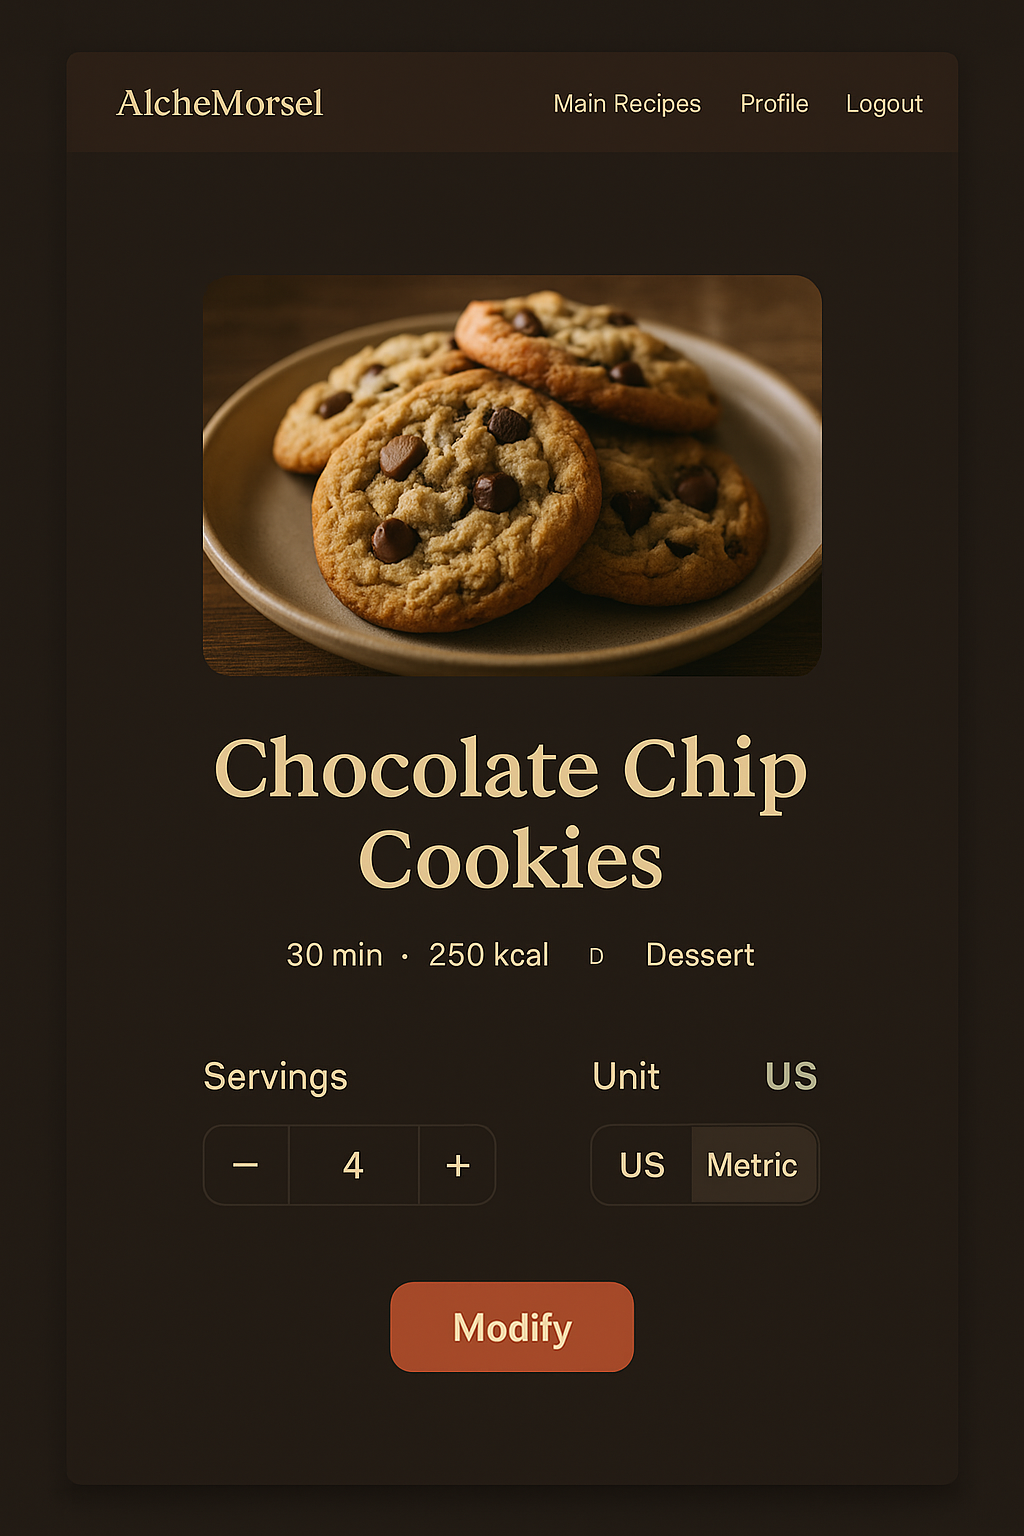 AlcheMorsel
Main Recipes Profile Logout
Chocolate Chip
Cookies
30 min · 250 kcal D Dessert
Servings
Unit US
− 4 +
US Metric
Modify